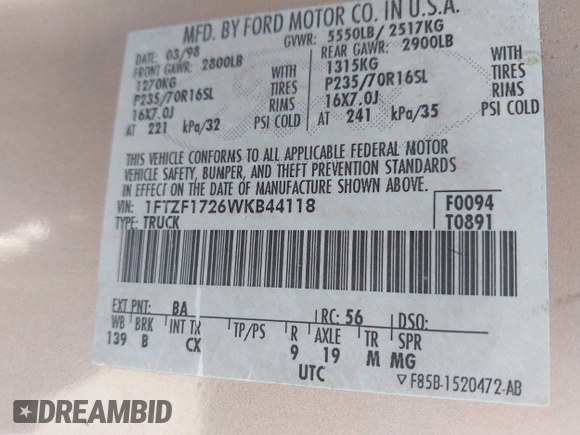 MFD. BY FORD MOTOR CO. IN U.S.A.
DATE: 03/98 GVWR: 5550LB/ 2517KG
FRONT GAWR: 2800LB REAR GAWR: 2900LB
1270KG WITH 1315KG WITH
P235/70R16SL TIRES P235/70R16SL TIRES
16X7.0J RIMS 16X7.0J RIMS
AT 221 kPa/32 PSI COLD AT 241 kPa/35 PSI COLD
THIS VEHICLE CONFORMS TO ALL APPLICABLE FEDERAL MOTOR
VEHICLE SAFETY, BUMPER, AND THEFT PREVENTION STANDARDS
IN EFFECT ON THE DATE OF MANUFACTURE SHOWN ABOVE.
VIN: 1FTZF1726WKB44118 F0094
TYPE: TRUCK T0891
EXT PNT: BA RC: 56 DSO:
WB BRK INT TR TP/PS R AXLE TR SPR
139 B CX 9 19 M MG
UTC
▽F85B-1520472-AB
DREAMBID